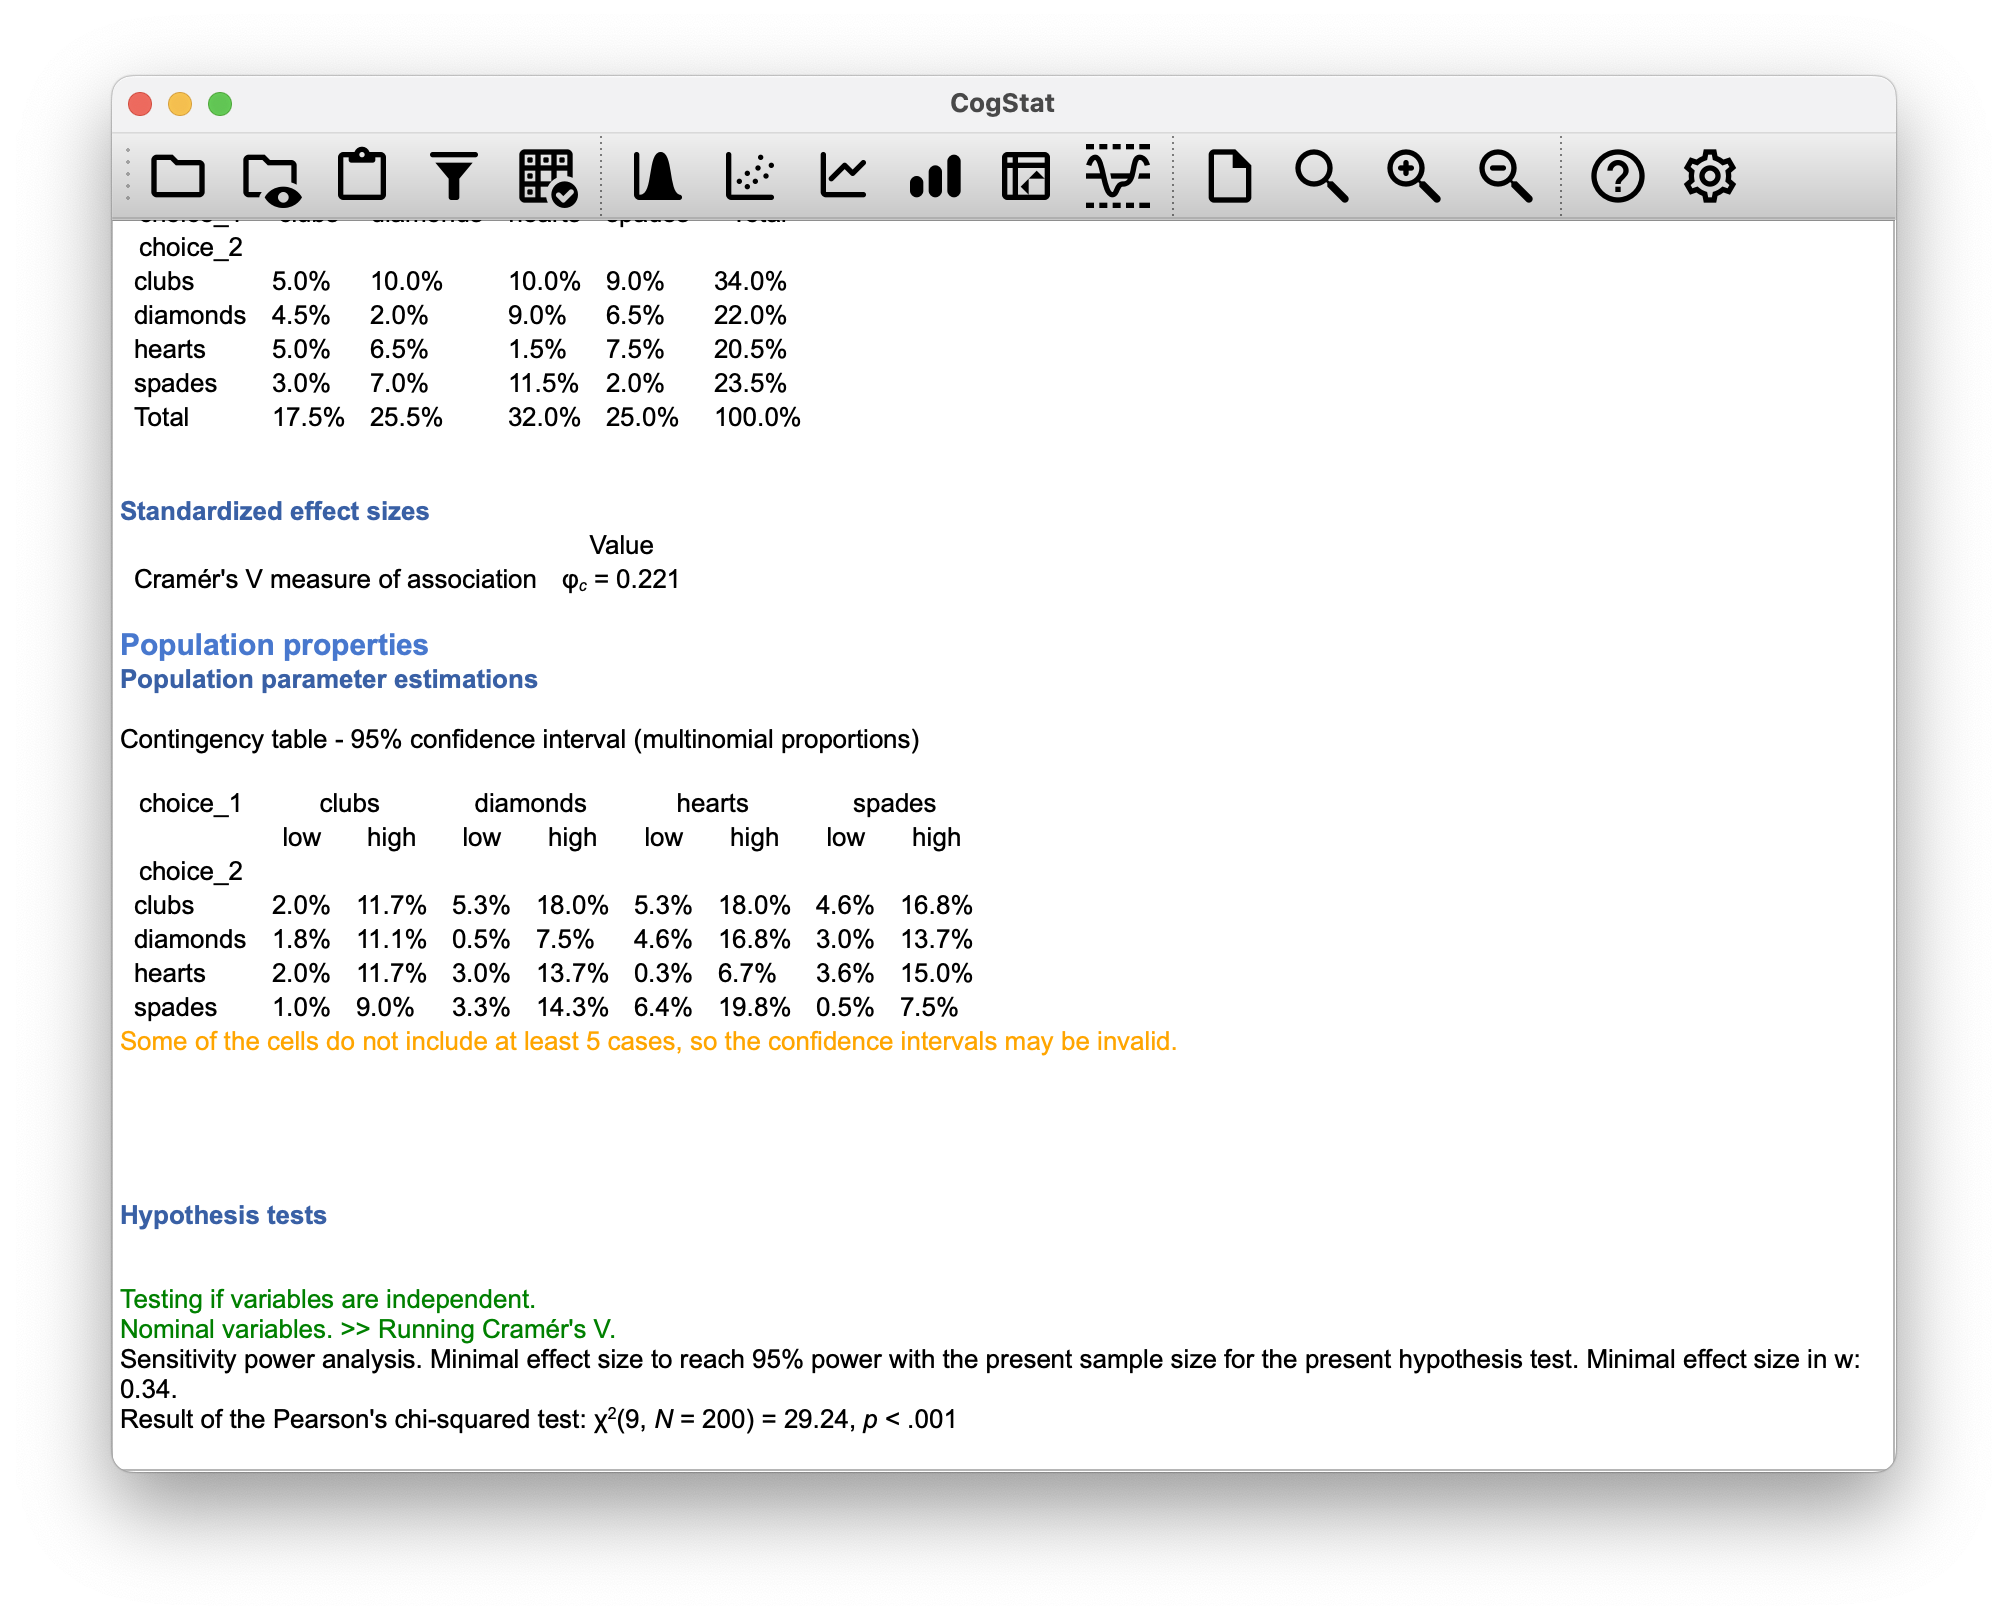 CogStat
choice_2
clubs 5.0% 10.0% 10.0% 9.0% 34.0%
diamonds 4.5% 2.0% 9.0% 6.5% 22.0%
hearts 5.0% 6.5% 1.5% 7.5% 20.5%
spades 3.0% 7.0% 11.5% 2.0% 23.5%
Total 17.5% 25.5% 32.0% 25.0% 100.0%
Standardized effect sizes
Value
Cramér's V measure of association φc = 0.221
Population properties
Population parameter estimations
Contingency table - 95% confidence interval (multinomial proportions)
choice_1 clubs diamonds hearts spades
low high low high low high low high
choice_2
clubs 2.0% 11.7% 5.3% 18.0% 5.3% 18.0% 4.6% 16.8%
diamonds 1.8% 11.1% 0.5% 7.5% 4.6% 16.8% 3.0% 13.7%
hearts 2.0% 11.7% 3.0% 13.7% 0.3% 6.7% 3.6% 15.0%
spades 1.0% 9.0% 3.3% 14.3% 6.4% 19.8% 0.5% 7.5%
Some of the cells do not include at least 5 cases, so the confidence intervals may be invalid.
Hypothesis tests
Testing if variables are independent.
Nominal variables. >> Running Cramér's V.
Sensitivity power analysis. Minimal effect size to reach 95% power with the present sample size for the present hypothesis test. Minimal effect size in w:
0.34.
Result of the Pearson's chi-squared test: χ²(9, N = 200) = 29.24, p < .001